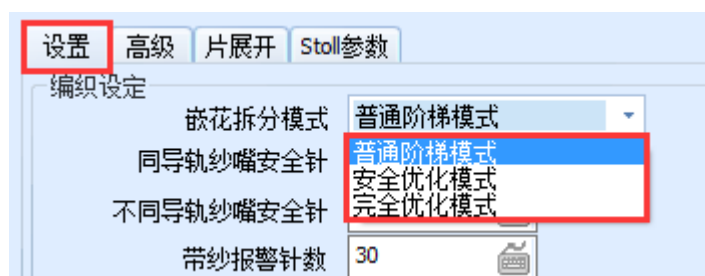 设置 高级 片展开 Stoll参数
编织设定
嵌花拆分模式 普通阶梯模式
普通阶梯模式
同导轨纱嘴安全针
安全优化模式
完全优化模式
不同导轨纱嘴安全针
带纱报警针数 30